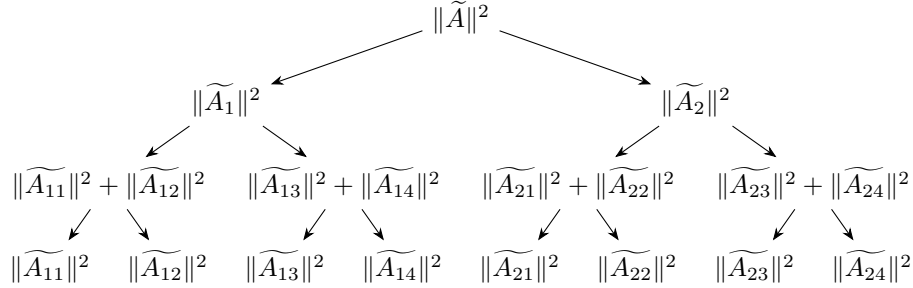 ‖Ã‖²
‖Ã₁‖² ‖Ã₂‖²
‖Ã₁₁‖² + ‖Ã₁₂‖² ‖Ã₁₃‖² + ‖Ã₁₄‖² ‖Ã₂₁‖² + ‖Ã₂₂‖² ‖Ã₂₃‖² + ‖Ã₂₄‖²
‖Ã₁₁‖² ‖Ã₁₂‖² ‖Ã₁₃‖² ‖Ã₁₄‖² ‖Ã₂₁‖² ‖Ã₂₂‖² ‖Ã₂₃‖² ‖Ã₂₄‖²